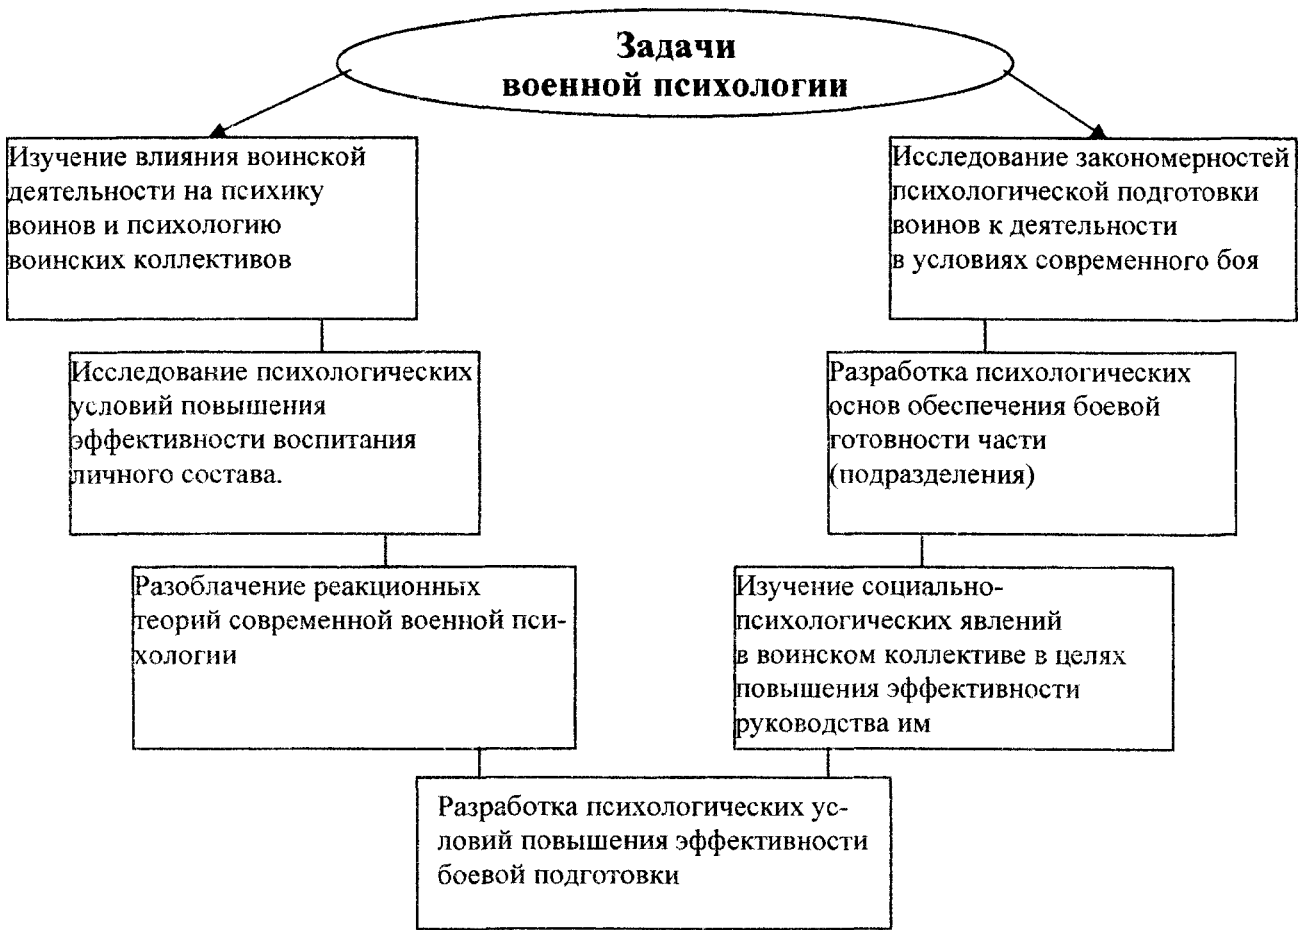 Задачи
военной психологии
Изучение влияния воинской
деятельности на психику
воинов и психологию
воинских коллективов
Исследование закономерностей
психологической подготовки
воинов к деятельности
в условиях современного боя
Исследование психологических
условий повышения
эффективности воспитания
личного состава.
Разработка психологических
основ обеспечения боевой
готовности части
(подразделения)
Разоблачение реакционных
теорий современной военной пси-
хологии
Изучение социально-
психологических явлений
в воинском коллективе в целях
повышения эффективности
руководства им
Разработка психологических ус-
ловий повышения эффективности
боевой подготовки